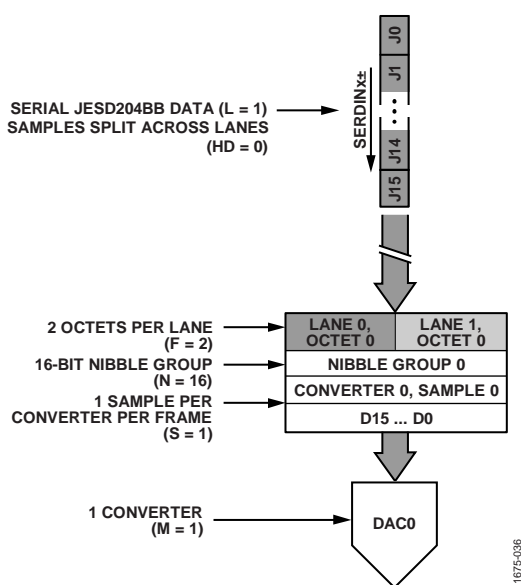 J0
J1
...
J14
J15
SERDINx±
SERIAL JESD204BB DATA (L = 1)
SAMPLES SPLIT ACROSS LANES
(HD = 0)
2 OCTETS PER LANE
(F = 2)
16-BIT NIBBLE GROUP
(N = 16)
1 SAMPLE PER
CONVERTER PER FRAME
(S = 1)
LANE 0,
OCTET 0
LANE 1,
OCTET 0
NIBBLE GROUP 0
CONVERTER 0, SAMPLE 0
D15 ... D0
1 CONVERTER
(M = 1)
DAC0
1675-036